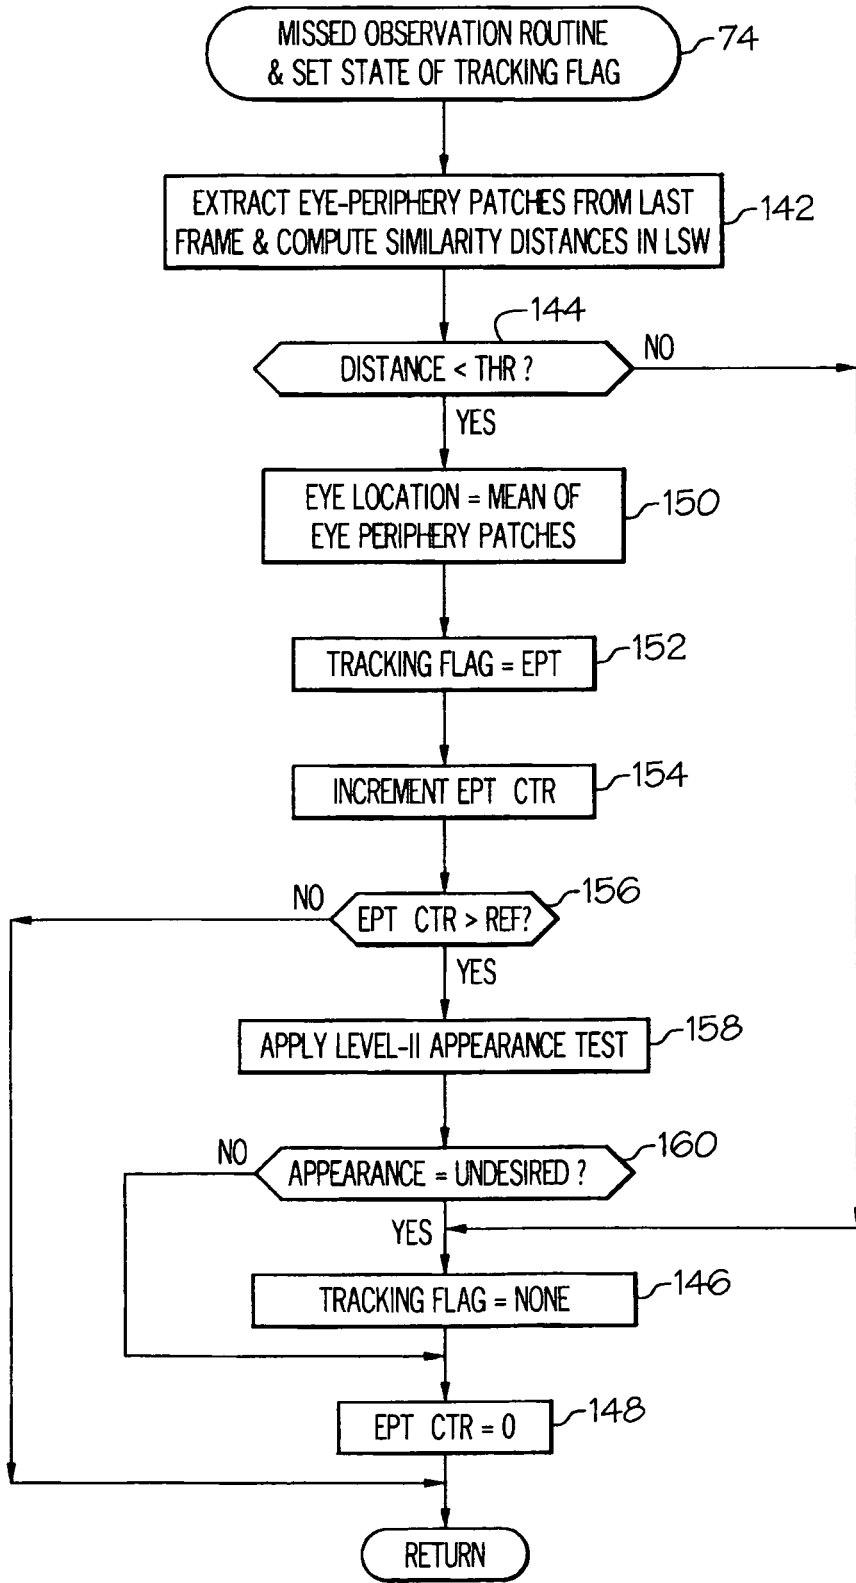 MISSED OBSERVATION ROUTINE
& SET STATE OF TRACKING FLAG
74
EXTRACT EYE-PERIPHERY PATCHES FROM LAST
FRAME & COMPUTE SIMILARITY DISTANCES IN LSW
142
144
DISTANCE < THR ?
NO
YES
EYE LOCATION = MEAN OF
EYE PERIPHERY PATCHES
150
TRACKING FLAG = EPT
152
INCREMENT EPT CTR
154
NO
EPT CTR > REF?
156
YES
APPLY LEVEL-II APPEARANCE TEST
158
NO
APPEARANCE = UNDESIRED ?
160
YES
TRACKING FLAG = NONE
146
EPT CTR = 0
148
RETURN